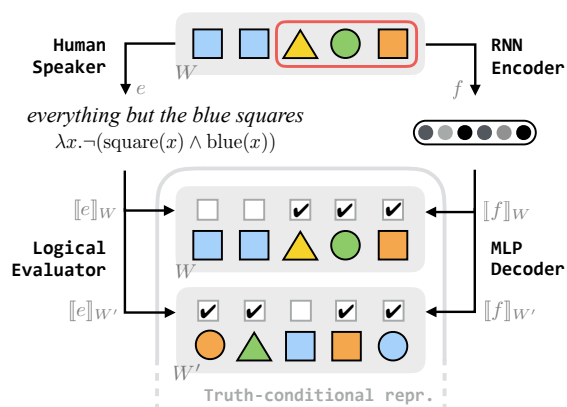 Human
Speaker
RNN
Encoder
W
e
f
everything but the blue squares
λx.¬(square(x) ∧ blue(x))
⟦e⟧W
⟦f⟧W
Logical
Evaluator
MLP
Decoder
W
⟦e⟧W′
⟦f⟧W′
W′
Truth-conditional repr.